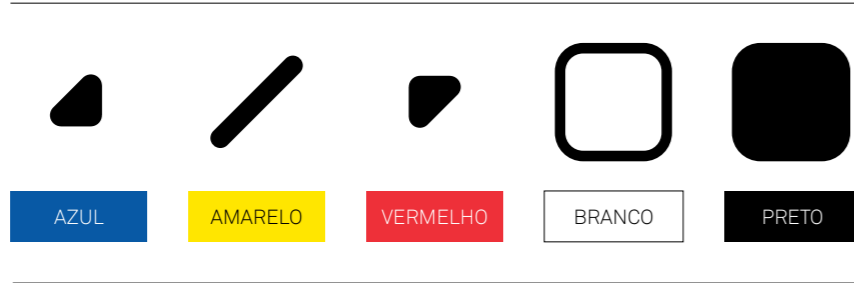 AZUL
AMARELO
VERMELHO
BRANCO
PRETO